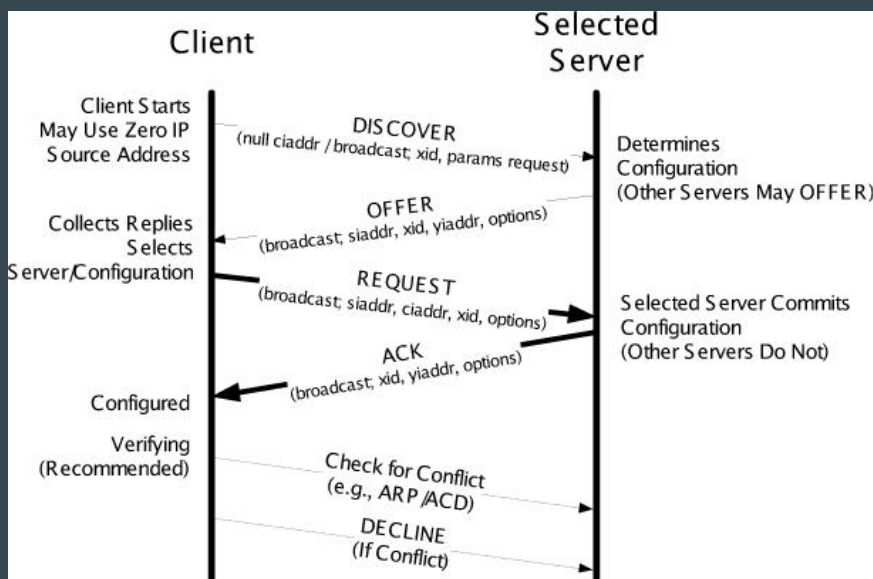 Client
Selected
Server
Client Starts
May Use Zero IP
Source Address
DISCOVER
(null ciaddr / broadcast; xid, params request)
Determines
Configuration
(Other Servers May OFFER)
OFFER
(broadcast; siaddr, xid, yiaddr, options)
Collects Replies
Selects
Server/Configuration
REQUEST
(broadcast; siaddr, ciaddr, xid, options)
Selected Server Commits
Configuration
(Other Servers Do Not)
ACK
(broadcast; xid, yiaddr, options)
Configured
Verifying
(Recommended)
Check for Conflict
(e.g., ARP/ACD)
DECLINE
(If Conflict)